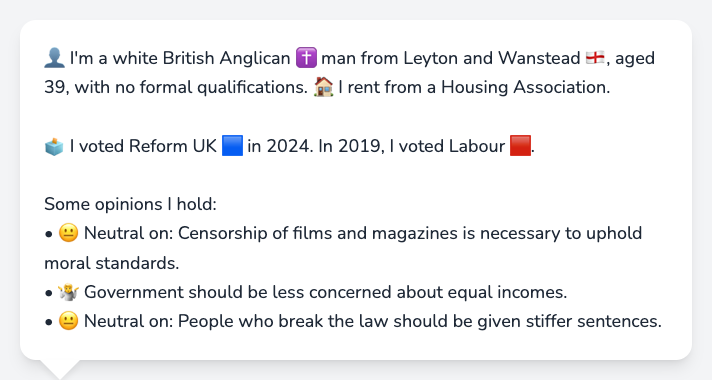 👤 I'm a white British Anglican ✝️ man from Leyton and Wanstead 🏴󠁧󠁢󠁥󠁮󠁧󠁿, aged
39, with no formal qualifications. 🏠 I rent from a Housing Association.
🗳️ I voted Reform UK 🟦 in 2024. In 2019, I voted Labour 🟥.
Some opinions I hold:
• 😐 Neutral on: Censorship of films and magazines is necessary to uphold
moral standards.
• 🤷 Government should be less concerned about equal incomes.
• 😐 Neutral on: People who break the law should be given stiffer sentences.